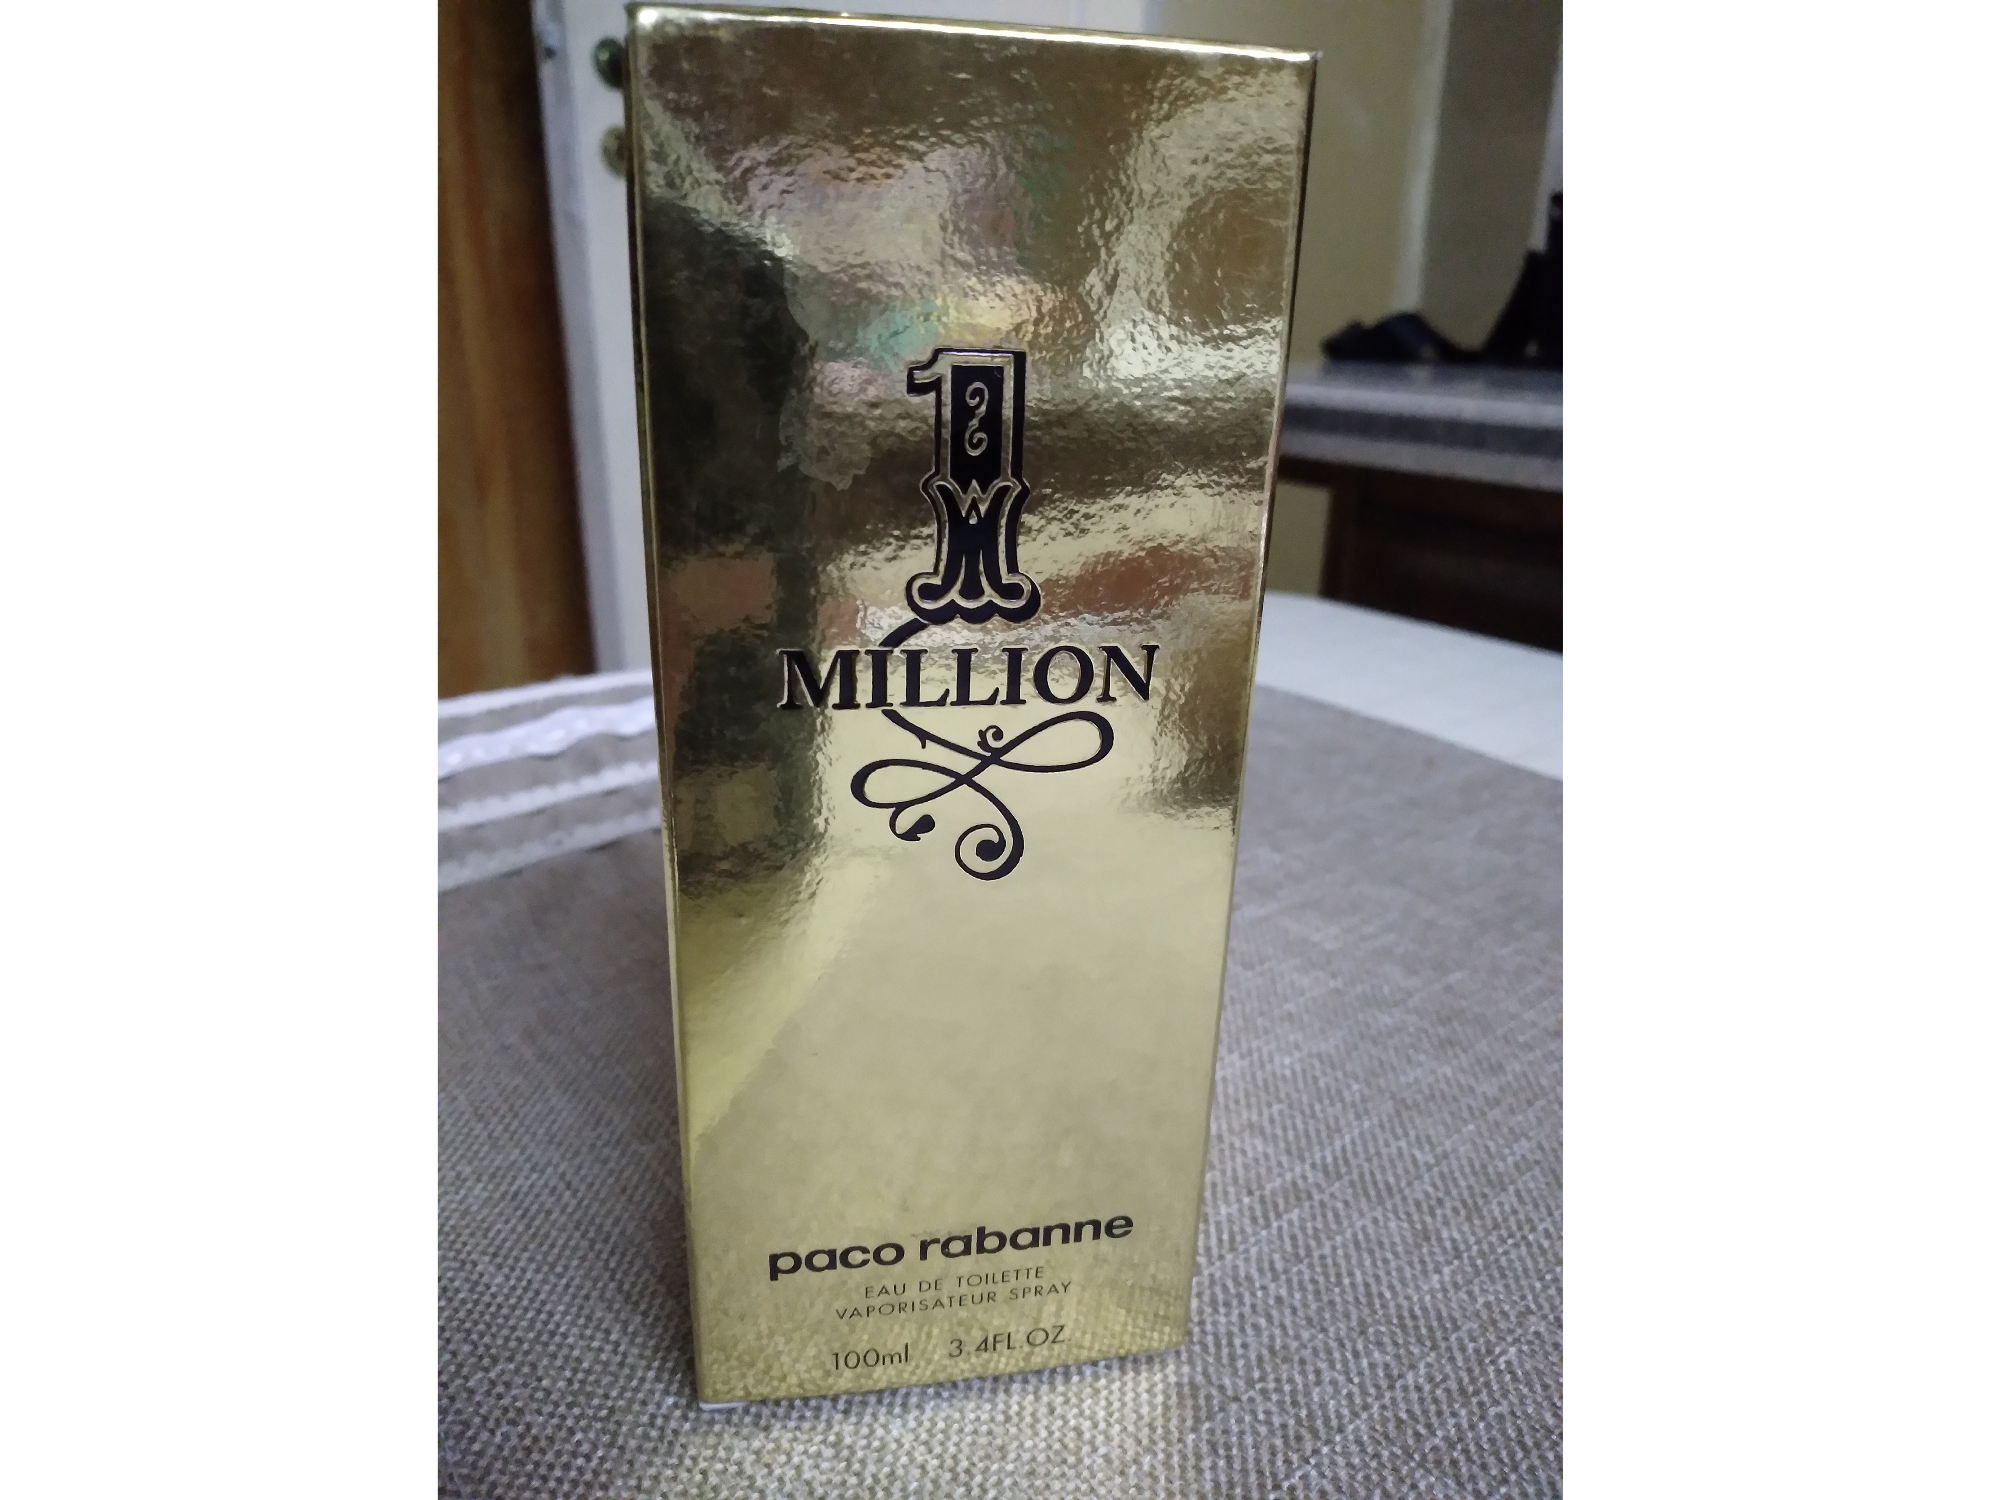 1
MILLION
paco rabanne
EAU DE TOILETTE
VAPORISATEUR SPRAY
100ml 3.4FL.OZ.